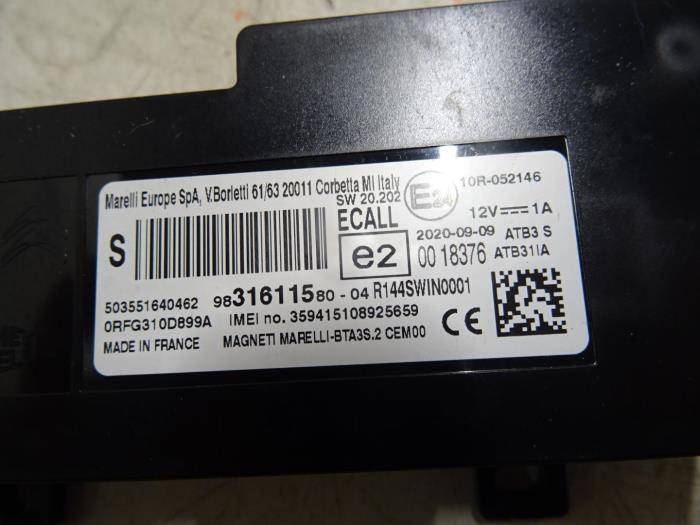 Marelli Europe SpA, V.Borletti 61/63 20011 Corbetta MI Italy
SW 20.202
E24
10R-052146
S
ECALL
12V 1A
2020-09-09 ATB3 S
e2
00 18376 ATB31IA
503551640462
9831611580-04 R144SWIN0001
0RFG310D899A
IMEI no. 359415108925659
CE
MADE IN FRANCE
MAGNETI MARELLI-BTA3S.2 CEM00